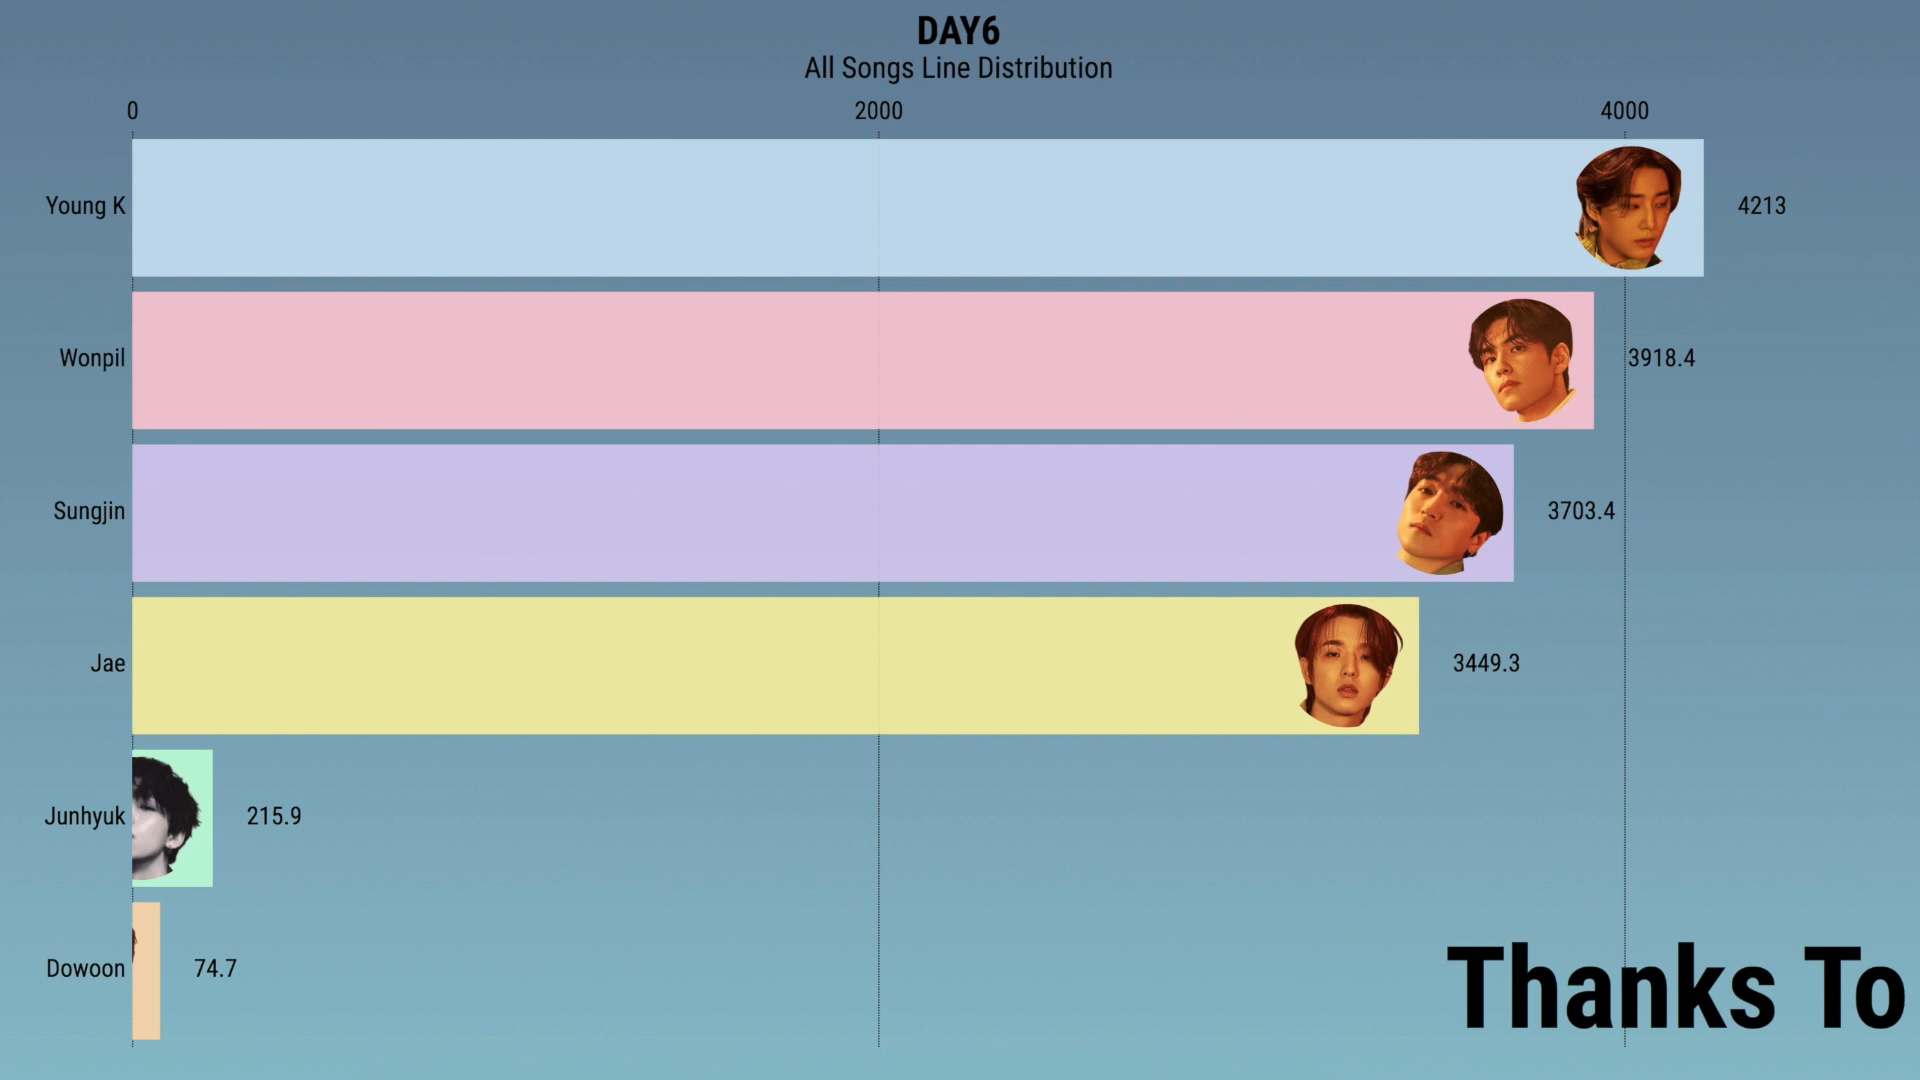 DAY6
All Songs Line Distribution
0 2000 4000
Young K 4213
Wonpil 3918.4
Sungjin 3703.4
Jae 3449.3
Junhyuk 215.9
Dowoon 74.7
Thanks To